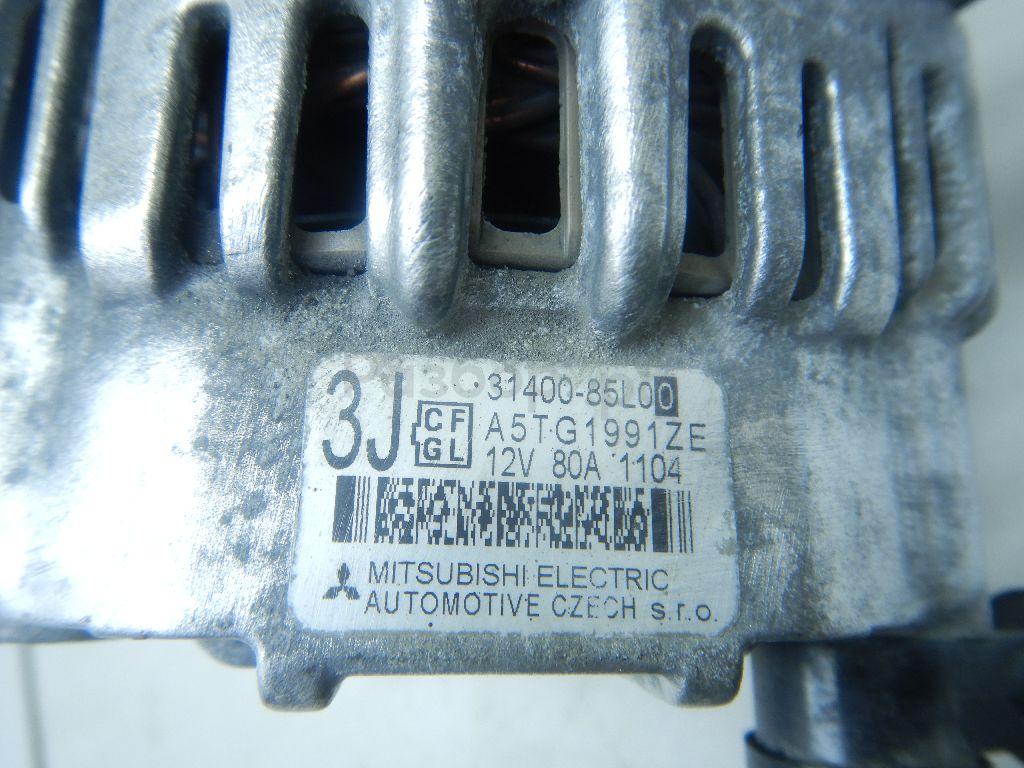 3J
CF
GL
31400-85L00
A5TG1991ZE
12V 80A 1104
MITSUBISHI ELECTRIC
AUTOMOTIVE CZECH s.r.o.